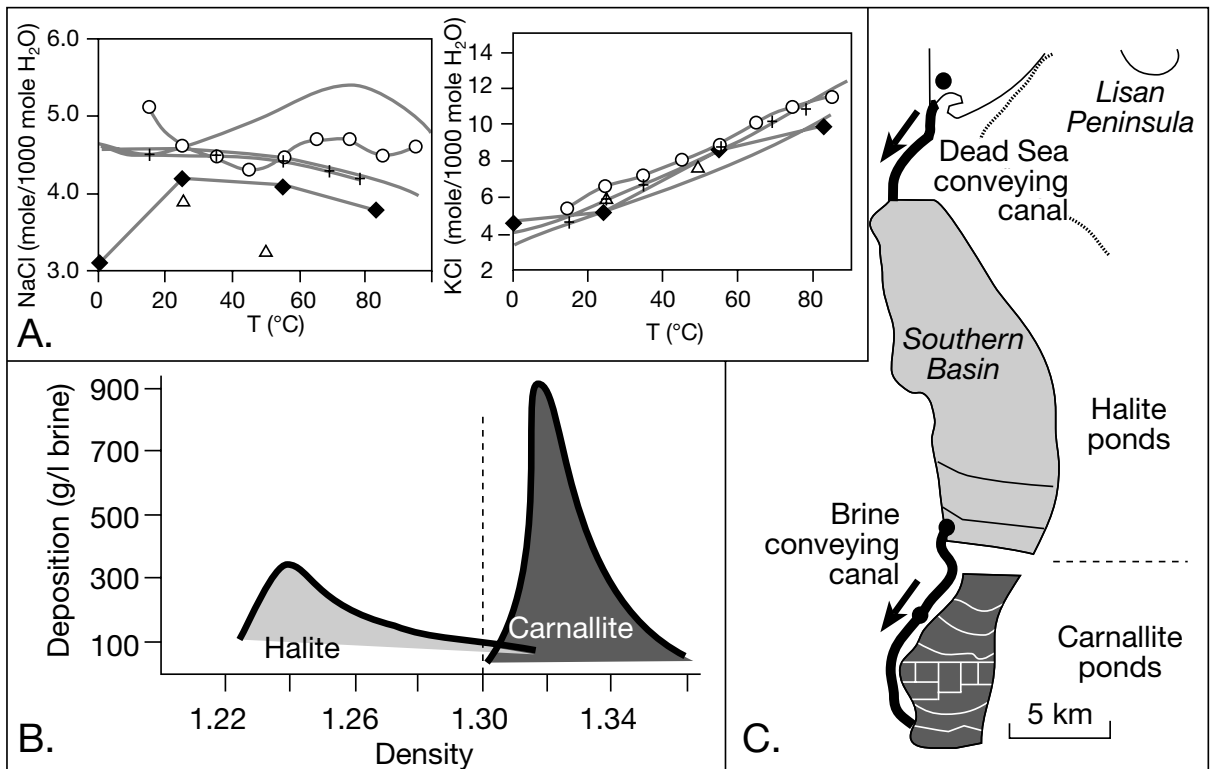 NaCl (mole/1000 mole H₂O)
6.0
5.0
4.0
3.0
0
20
40
60
80
T (°C)
A.
KCl (mole/1000 mole H₂O)
14
12
10
8
6
4
2
0
20
40
60
80
T (°C)
Deposition (g/l brine)
900
700
500
300
100
Halite
Carnallite
1.22
1.26
1.30
1.34
Density
B.
Lisan
Peninsula
Dead Sea
conveying
canal
Southern
Basin
Halite
ponds
Brine
conveying
canal
Carnallite
ponds
5 km
C.